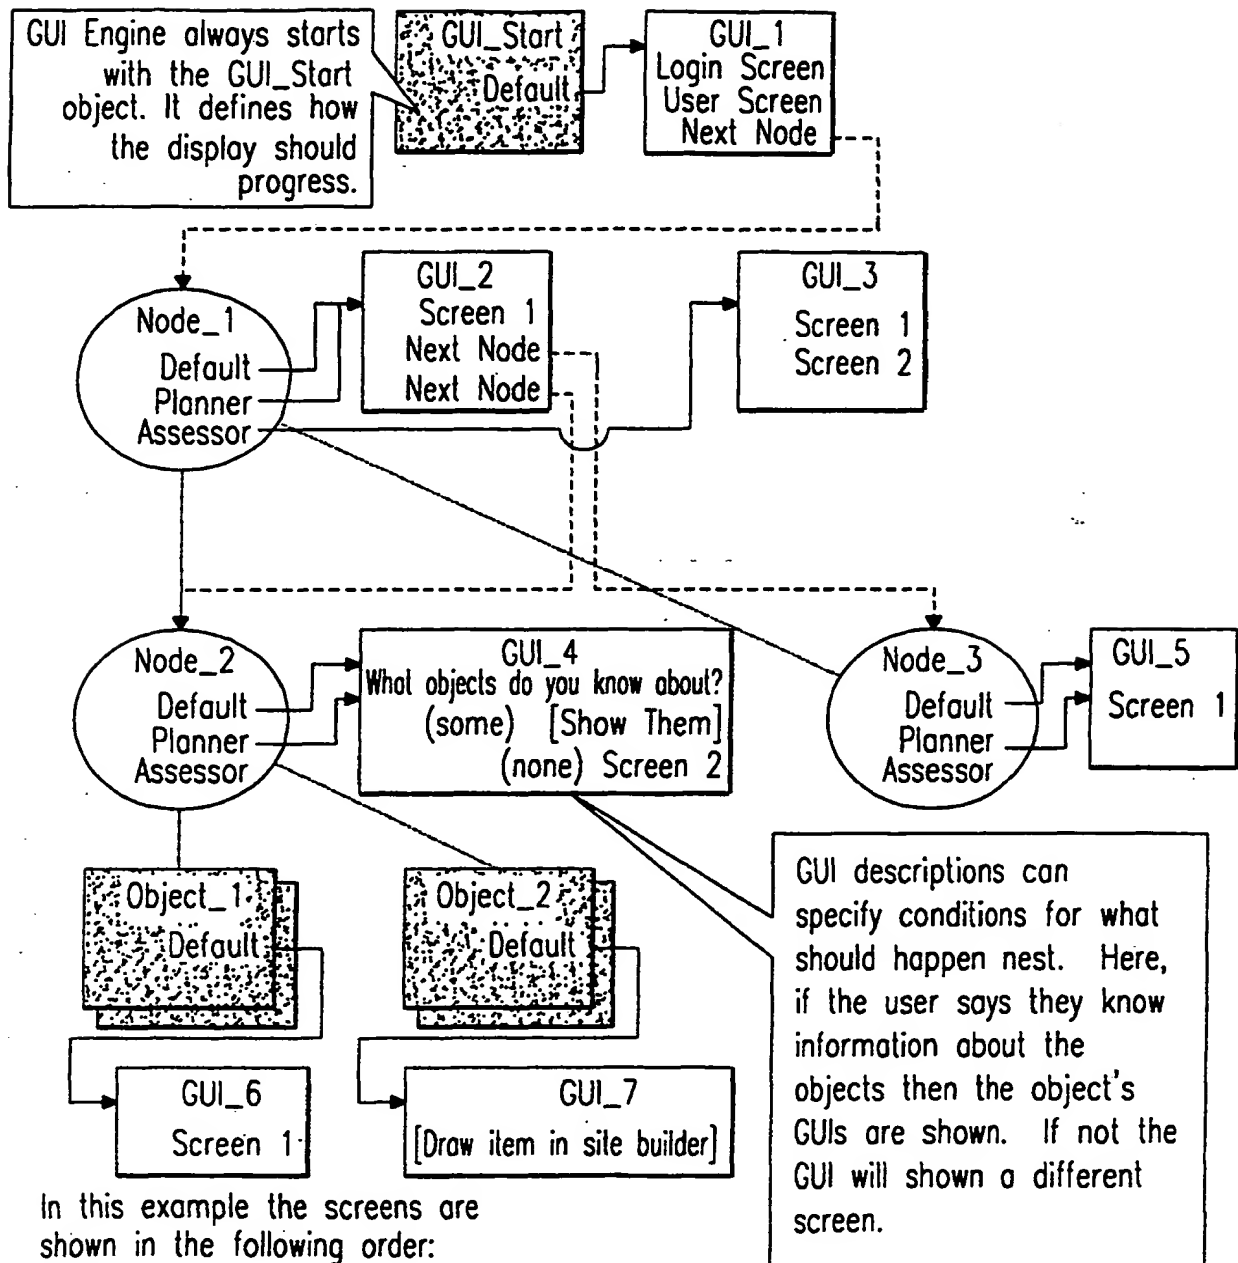 GUI Engine always starts
with the GUI_Start
object. It defines how
the display should
progress.
GUI_Start
Default
GUI_1
Login Screen
User Screen
Next Node
Node_1
Default
Planner
Assessor
GUI_2
Screen 1
Next Node
Next Node
GUI_3
Screen 1
Screen 2
Node_2
Default
Planner
Assessor
GUI_4
What objects do you know about?
(some) [Show Them]
(none) Screen 2
Node_3
Default
Planner
Assessor
GUI_5
Screen 1
Object_1
Default
Object_2
Default
GUI descriptions can
specify conditions for what
should happen nest. Here,
if the user says they know
information about the
objects then the object's
GUIs are shown. If not the
GUI will shown a different
screen.
GUI_6
Screen 1
GUI_7
[Draw item in site builder]
In this example the screens are
shown in the following order: